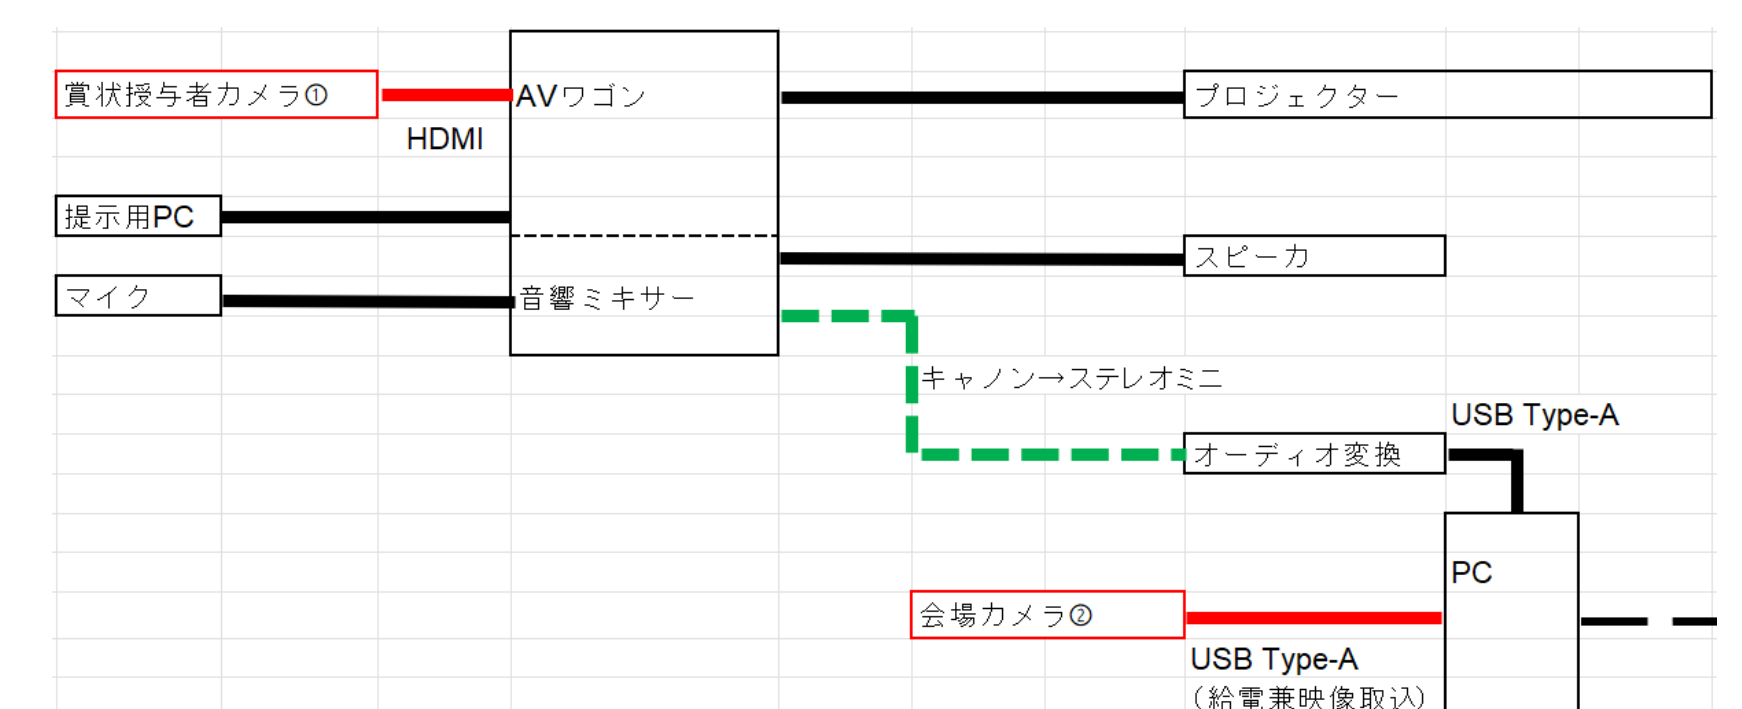 賞状授与者カメラ①
AVワゴン
プロジェクター
HDMI
提示用PC
スピーカ
マイク
音響ミキサー
キャノン→ステレオミニ
USB Type-A
オーディオ変換
PC
会場カメラ②
USB Type-A
(給電兼映像取込)